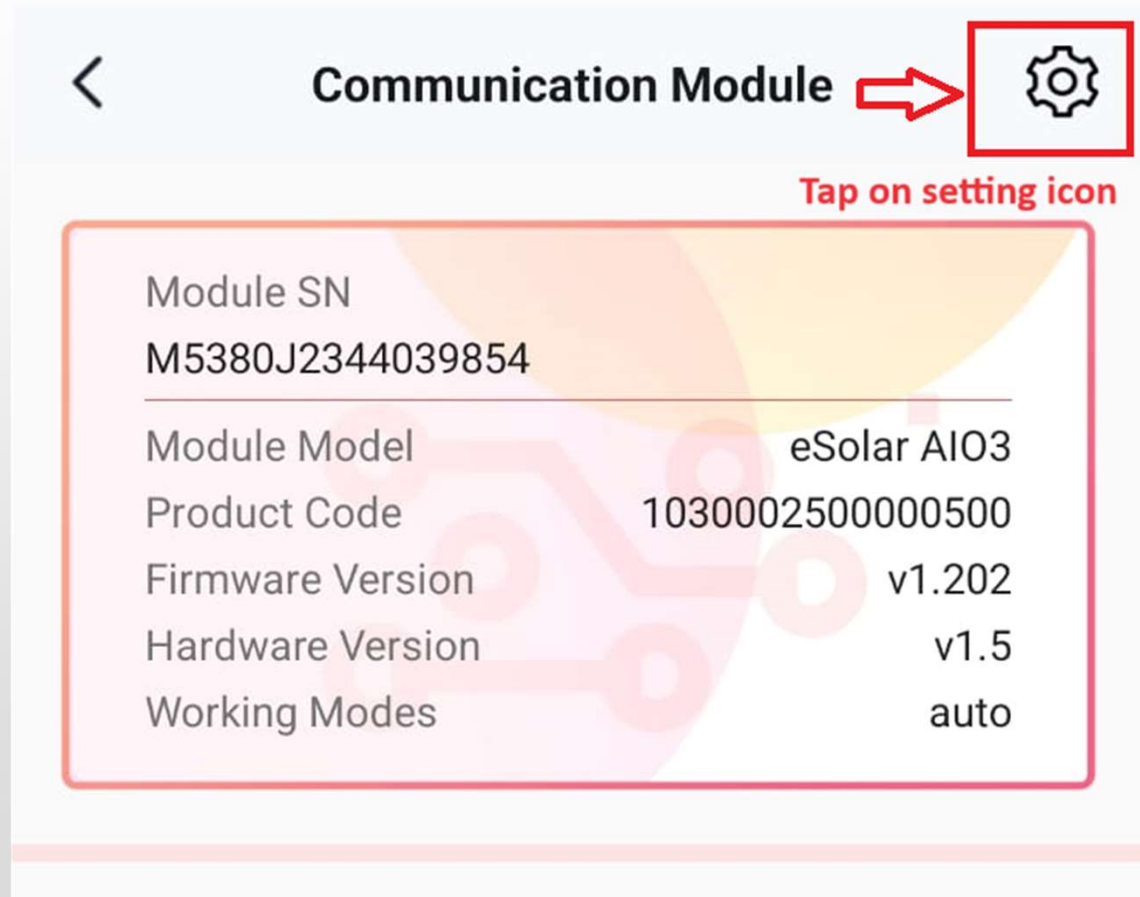 Communication Module
Tap on setting icon
Module SN
M5380J2344039854
Module Model eSolar AIO3
Product Code 1030002500000500
Firmware Version v1.202
Hardware Version v1.5
Working Modes auto